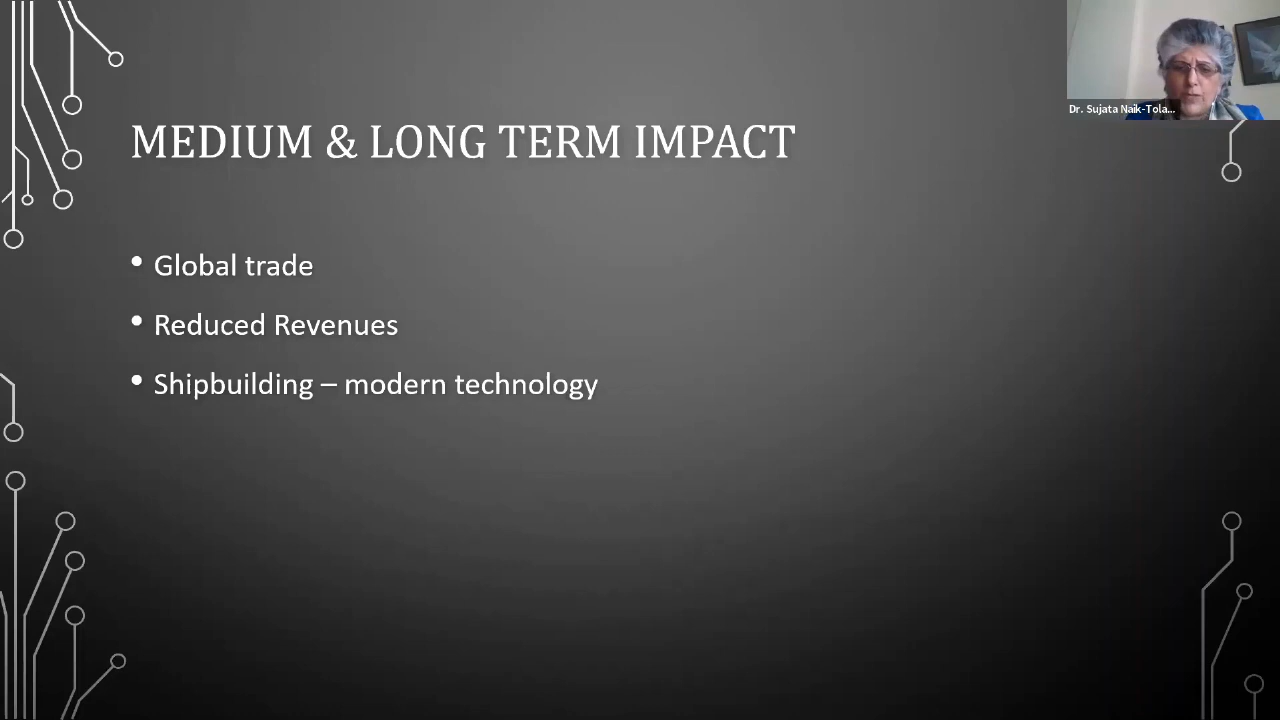 Dr. Sujata Naik-Tola...
MEDIUM & LONG TERM IMPACT
• Global trade
• Reduced Revenues
• Shipbuilding – modern technology